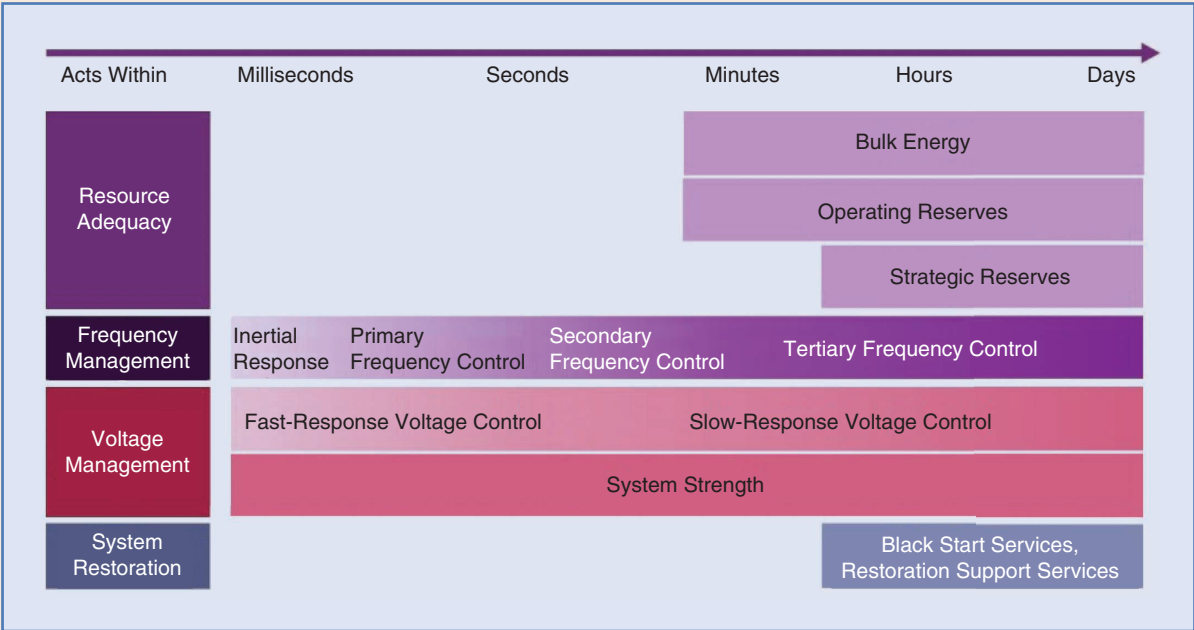 Acts Within Milliseconds Seconds Minutes Hours Days
Resource
Adequacy
Bulk Energy
Operating Reserves
Strategic Reserves
Frequency
Management
Inertial
Response
Primary
Frequency Control
Secondary
Frequency Control
Tertiary Frequency Control
Voltage
Management
Fast-Response Voltage Control
Slow-Response Voltage Control
System Strength
System
Restoration
Black Start Services,
Restoration Support Services